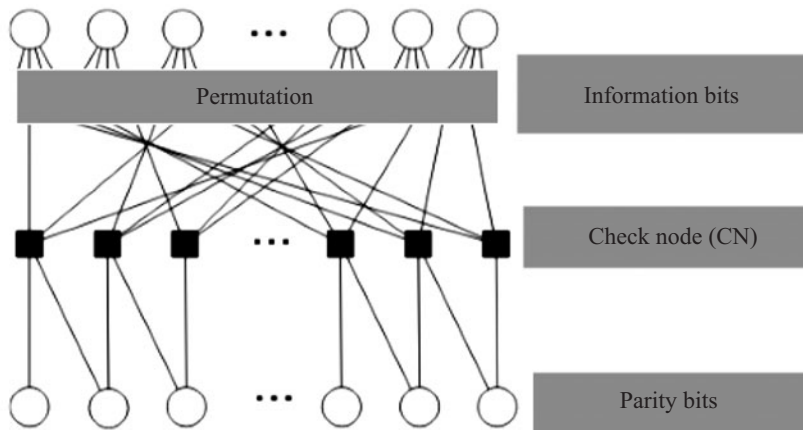 Permutation
Information bits
Check node (CN)
Parity bits